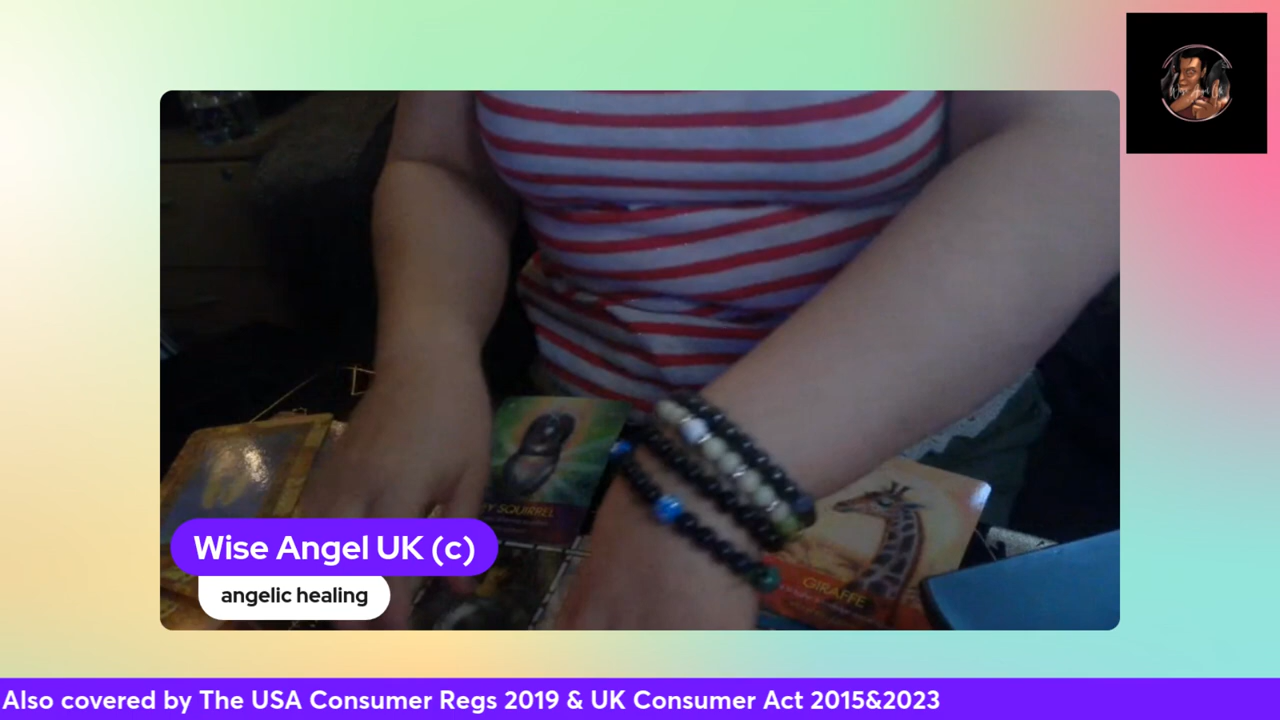 Y SQUIRREL
GIRAFFE
Wise Angel UK (c)
angelic healing
Also covered by The USA Consumer Regs 2019 & UK Consumer Act 2015&2023